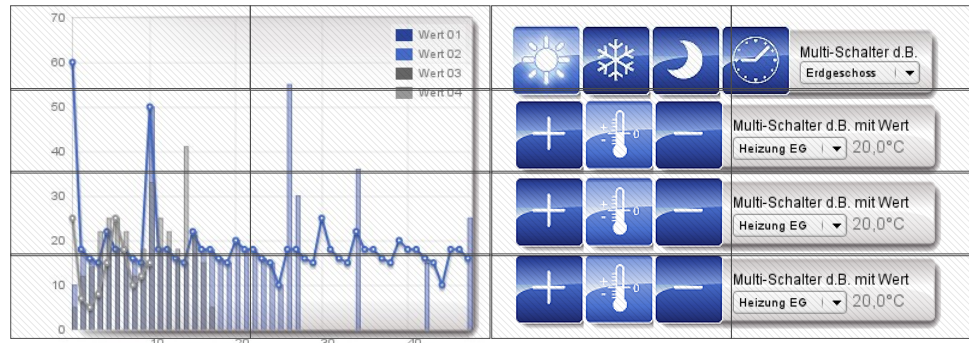 70
60
50
40
30
20
10
0
10
20
30
40
Wert 01
Wert 02
Wert 03
Wert 04
Multi-Schalter d.B.
Erdgeschoss
Multi-Schalter d.B. mit Wert
Heizung EG 20,0°C
Multi-Schalter d.B. mit Wert
Heizung EG 20,0°C
Multi-Schalter d.B. mit Wert
Heizung EG 20,0°C